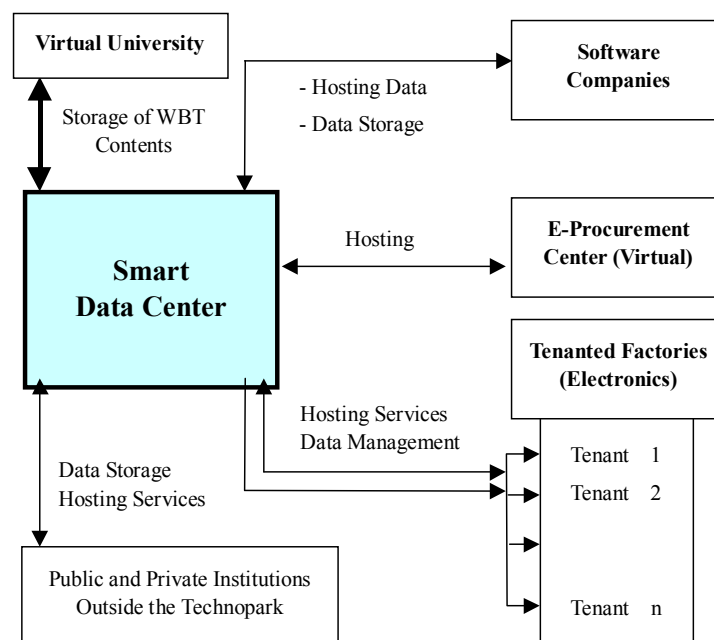 Virtual University
Storage of WBT
Contents
- Hosting Data
- Data Storage
Software
Companies
Smart
Data Center
Hosting
E-Procurement
Center (Virtual)
Tenanted Factories
(Electronics)
Hosting Services
Data Management
Tenant 1
Tenant 2
Tenant n
Data Storage
Hosting Services
Public and Private Institutions
Outside the Technopark